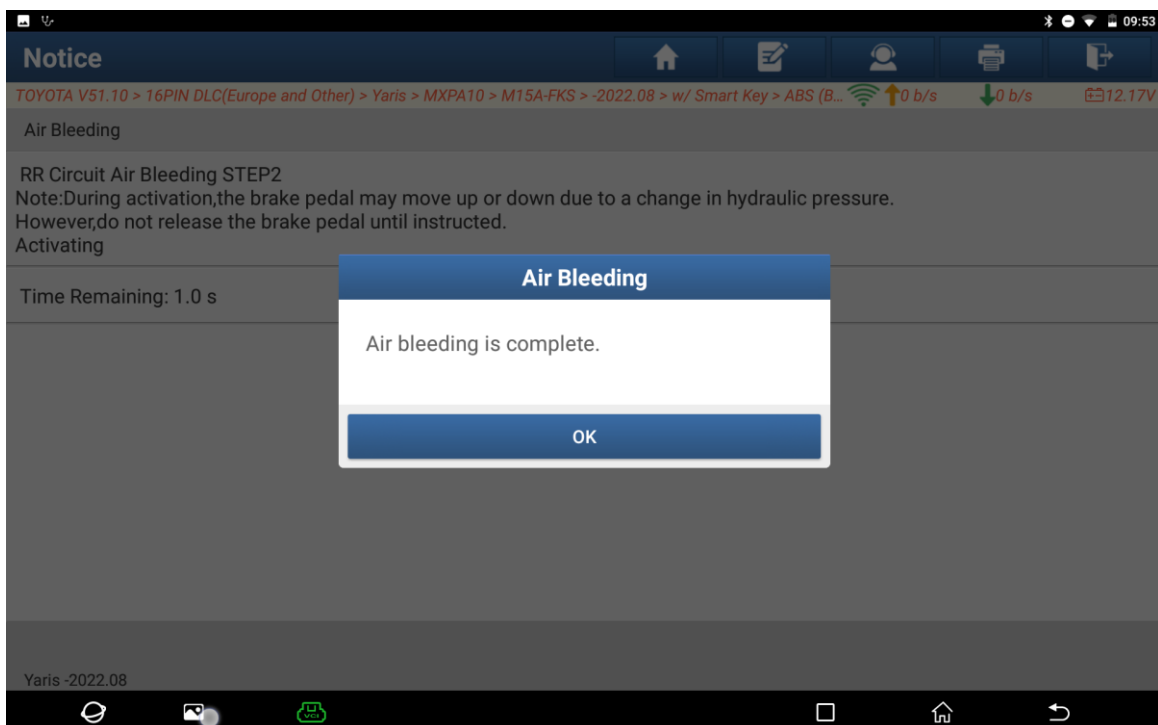 09:53
Notice
TOYOTA V51.10 > 16PIN DLC(Europe and Other) > Yaris > MXPA10 > M15A-FKS > -2022.08 > w/ Smart Key > ABS (B... 0 b/s 0 b/s 12.17V
Air Bleeding
RR Circuit Air Bleeding STEP2
Note:During activation,the brake pedal may move up or down due to a change in hydraulic pressure.
However,do not release the brake pedal until instructed.
Activating
Air Bleeding
Time Remaining: 1.0 s
Air bleeding is complete.
OK
Yaris -2022.08
VCI